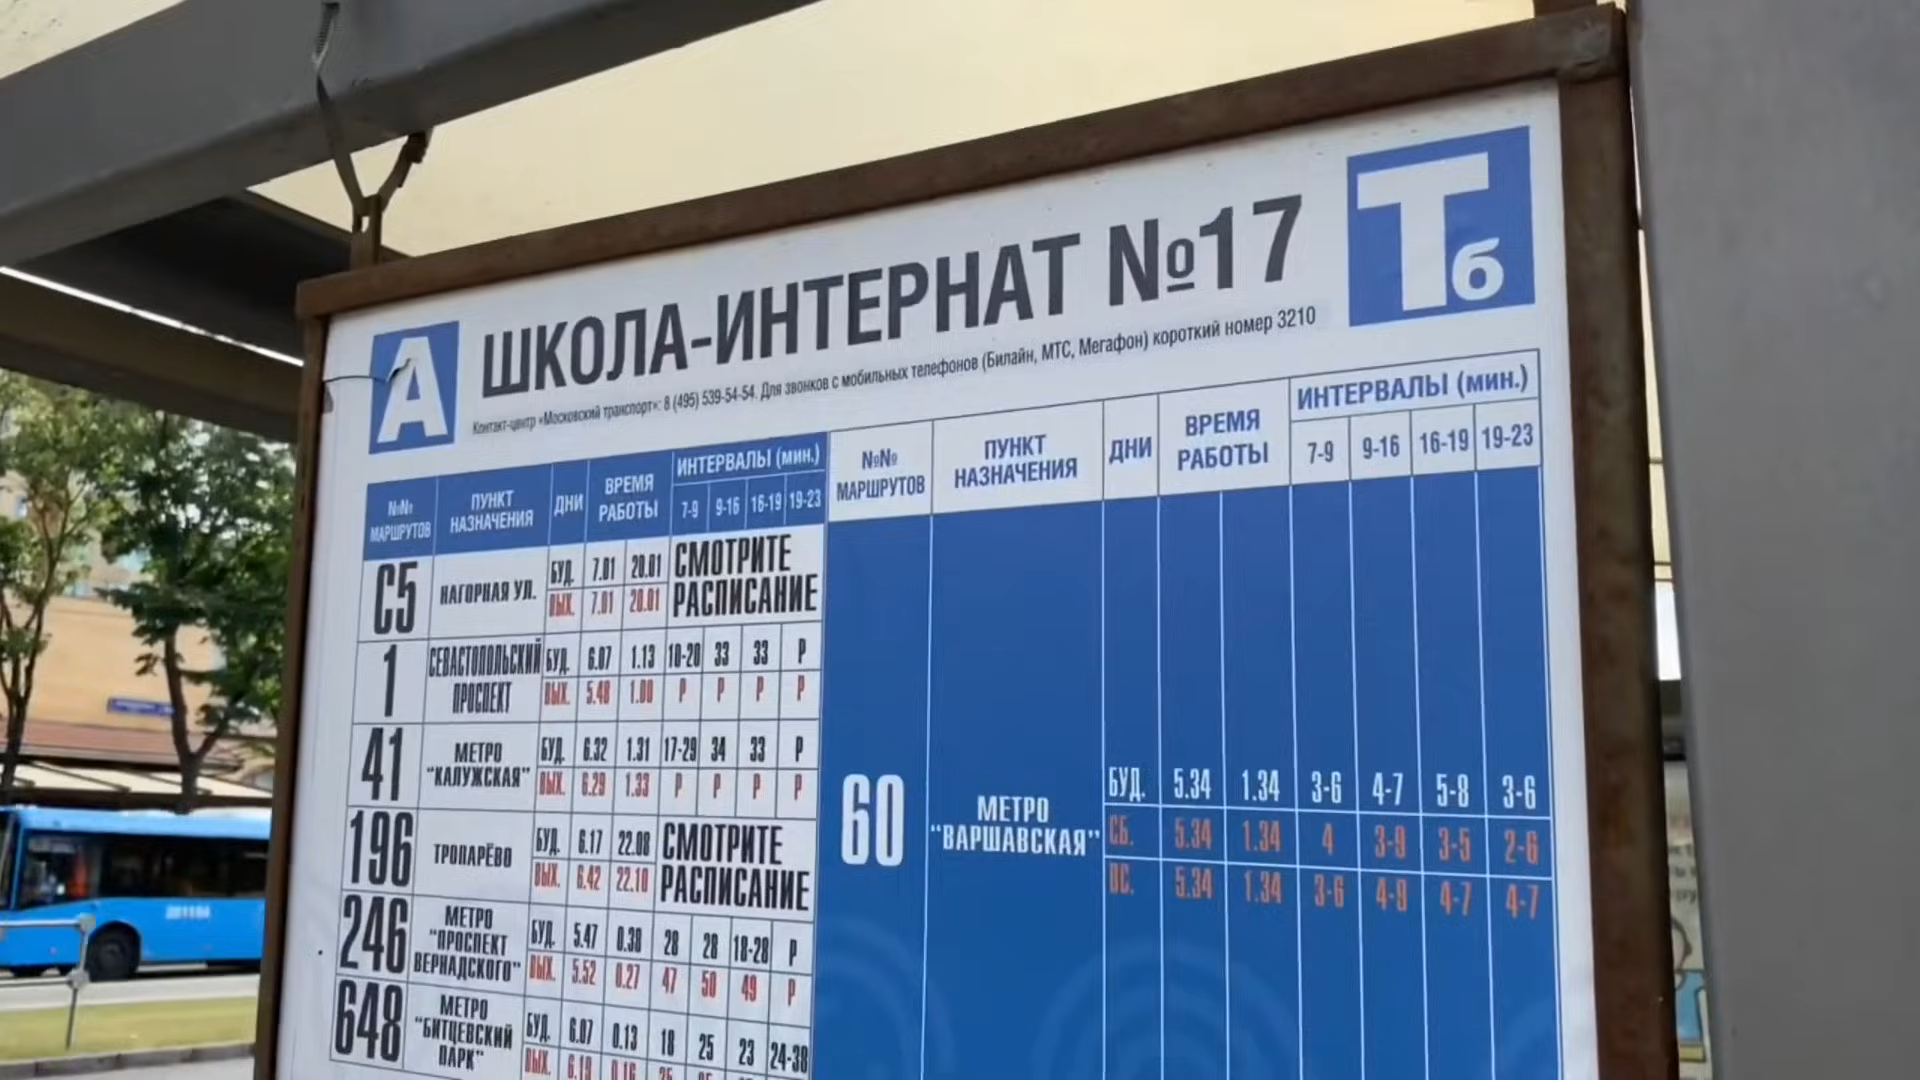 А
ШКОЛА-ИНТЕРНАТ №17
Тб
Контакт-центр «Московский транспорт»: 8 (495) 539-54-54. Для звонков с мобильных телефонов (Билайн, МТС, Мегафон) короткий номер 3210
№№ МАРШРУТОВ
ПУНКТ НАЗНАЧЕНИЯ
ДНИ
ВРЕМЯ РАБОТЫ
ИНТЕРВАЛЫ (мин.)
7-9 9-16 16-19 19-23
С5 НАГОРНАЯ УЛ.
БУД. 7.01 20.01 СМОТРИТЕ
ВЫХ. 7.01 20.01 РАСПИСАНИЕ
1 СЕВАСТОПОЛЬСКИЙ ПРОСПЕКТ
БУД. 6.07 1.13 10-20 33 33 Р
ВЫХ. 5.48 1.00 Р Р Р Р
41 МЕТРО "КАЛУЖСКАЯ"
БУД. 6.32 1.31 17-29 34 33 Р
ВЫХ. 6.29 1.33 Р Р Р Р
196 ТРОПАРЁВО
БУД. 6.17 22.08 СМОТРИТЕ
ВЫХ. 6.42 22.10 РАСПИСАНИЕ
246 МЕТРО "ПРОСПЕКТ ВЕРНАДСКОГО"
БУД. 5.47 0.38 28 28 18-28 Р
ВЫХ. 5.52 0.27 47 50 49 Р
648 МЕТРО "БИТЦЕВСКИЙ ПАРК"
БУД. 6.07 0.13 18 25 23 24-38
ВЫХ.
№№ МАРШРУТОВ
ПУНКТ НАЗНАЧЕНИЯ
ДНИ
ВРЕМЯ РАБОТЫ
ИНТЕРВАЛЫ (мин.)
7-9 9-16 16-19 19-23
60 МЕТРО "ВАРШАВСКАЯ"
БУД. 5.34 1.34 3-6 4-7 5-8 3-6
СБ. 5.34 1.34 4 3-9 3-5 2-6
ВС. 5.34 1.34 3-6 4-9 4-7 4-7